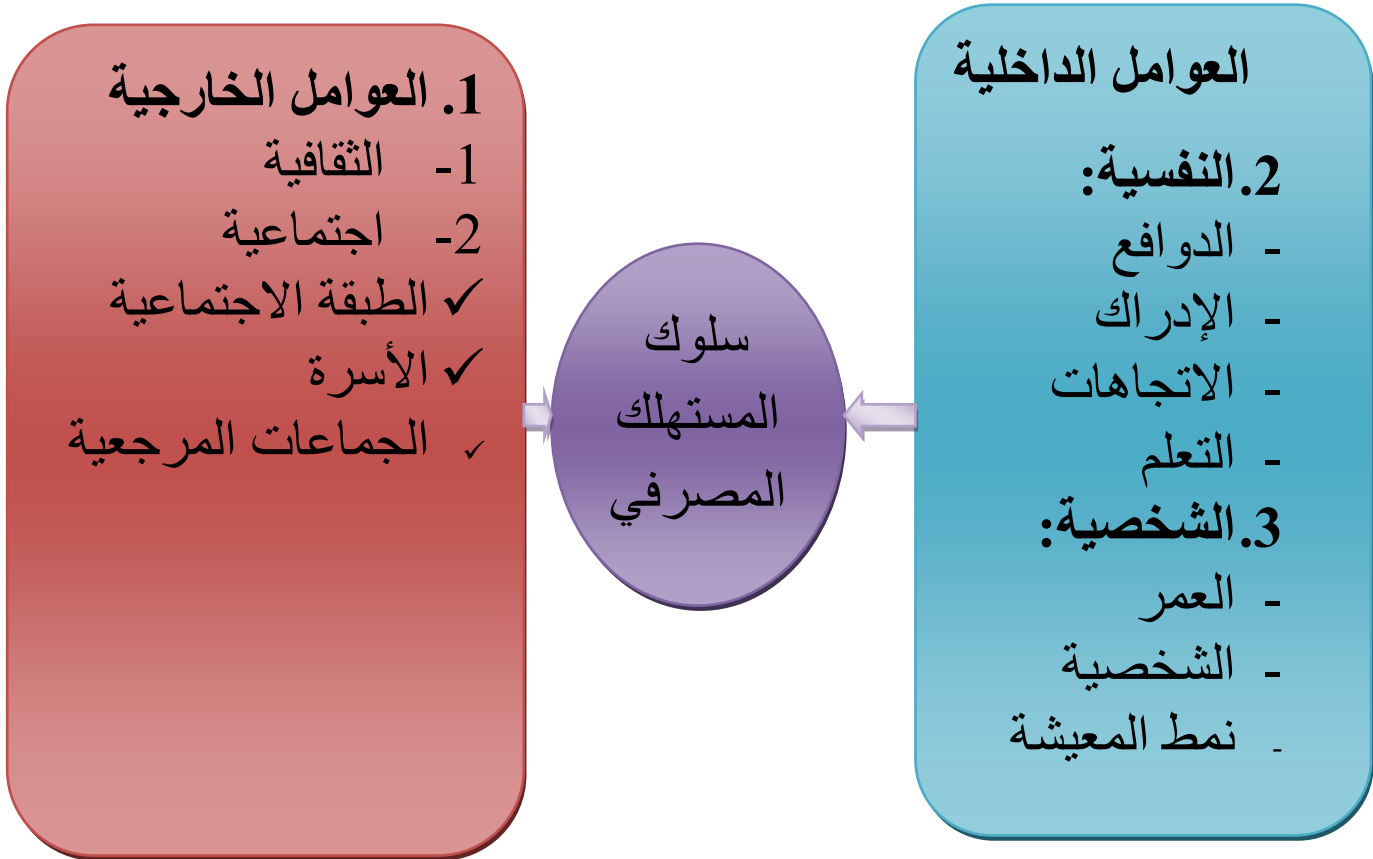 العوامل الداخلية
2. النفسية:
- الدوافع
- الإدراك
- الاتجاهات
- التعلم
3. الشخصية:
- العمر
- الشخصية
- نمط المعيشة
سلوك
المستهلك
المصرفي
1. العوامل الخارجية
1- الثقافية
2- اجتماعية
✓ الطبقة الاجتماعية
✓ الأسرة
✓ الجماعات المرجعية